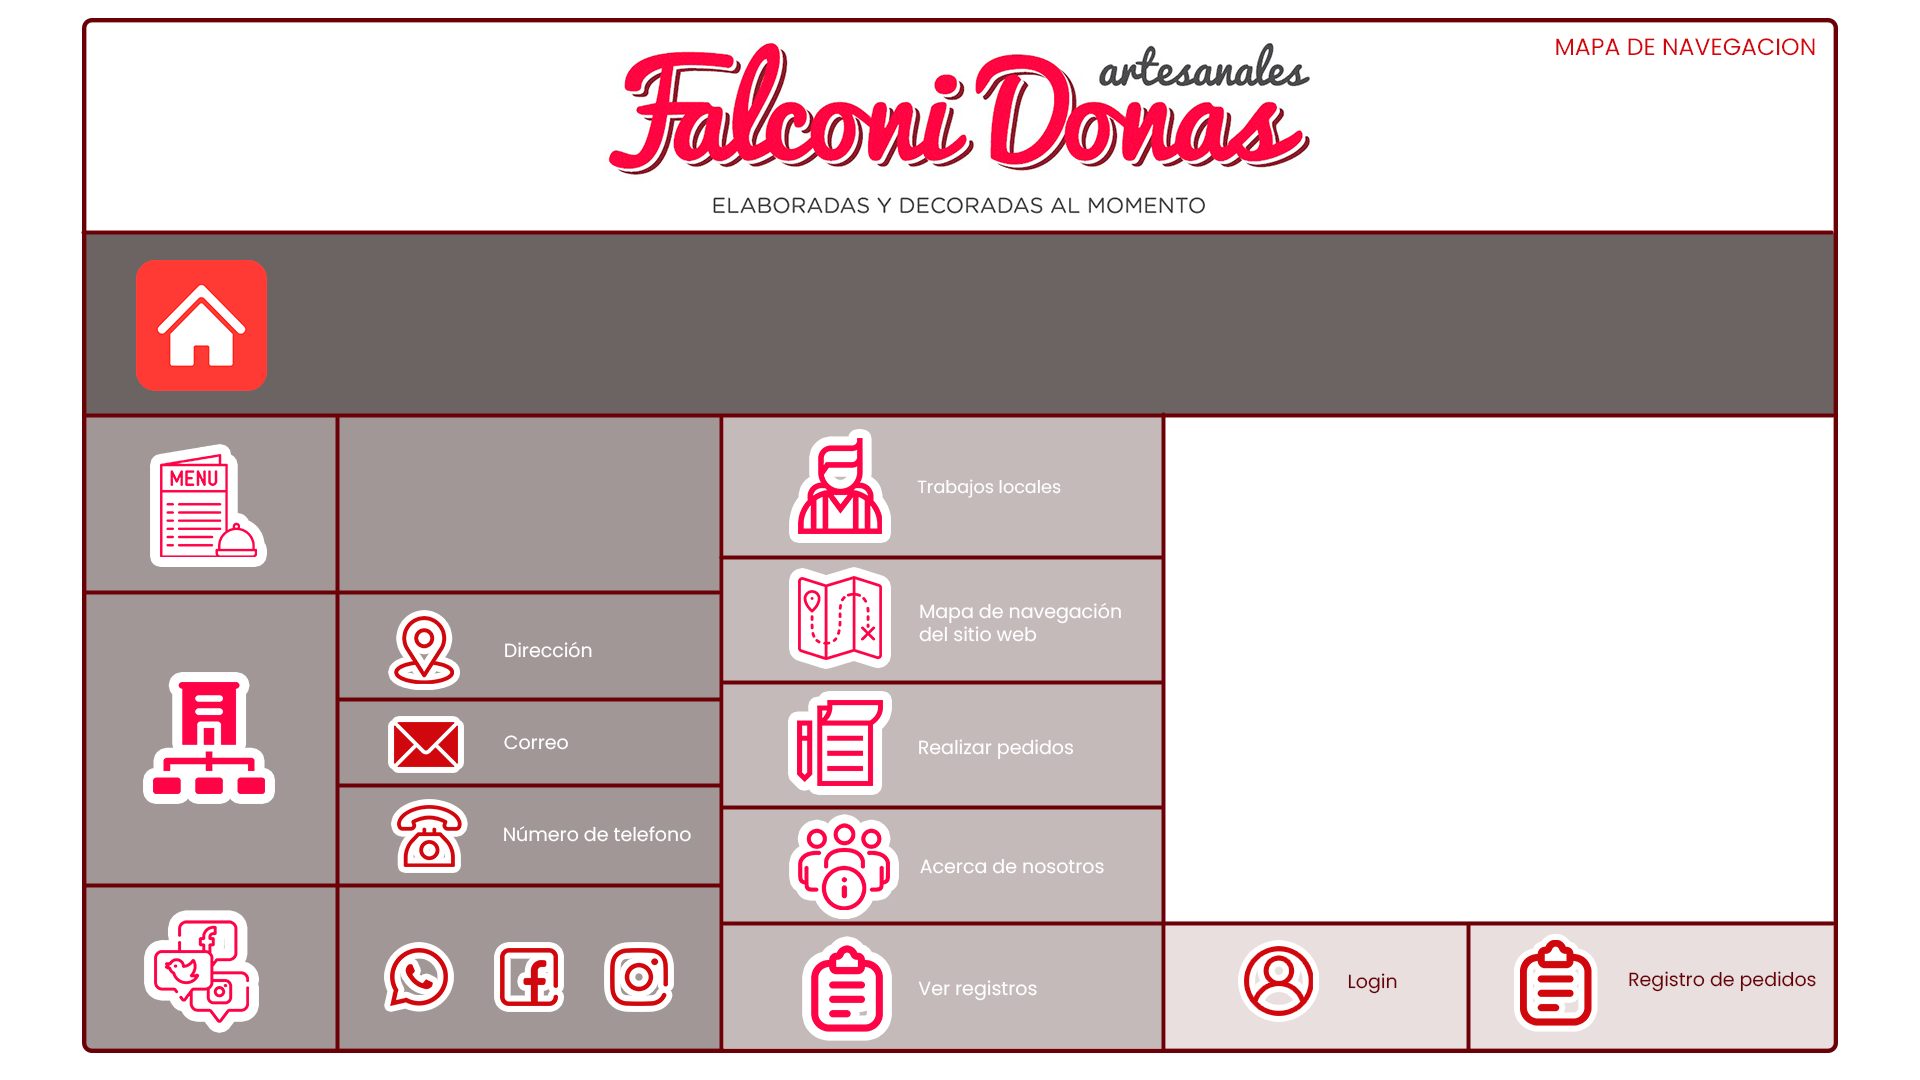 MAPA DE NAVEGACION
artesanales
Falconi Donas
ELABORADAS Y DECORADAS AL MOMENTO
MENU
Trabajos locales
Mapa de navegación
del sitio web
Dirección
Correo
Realizar pedidos
Número de telefono
Acerca de nosotros
Ver registros
Login
Registro de pedidos